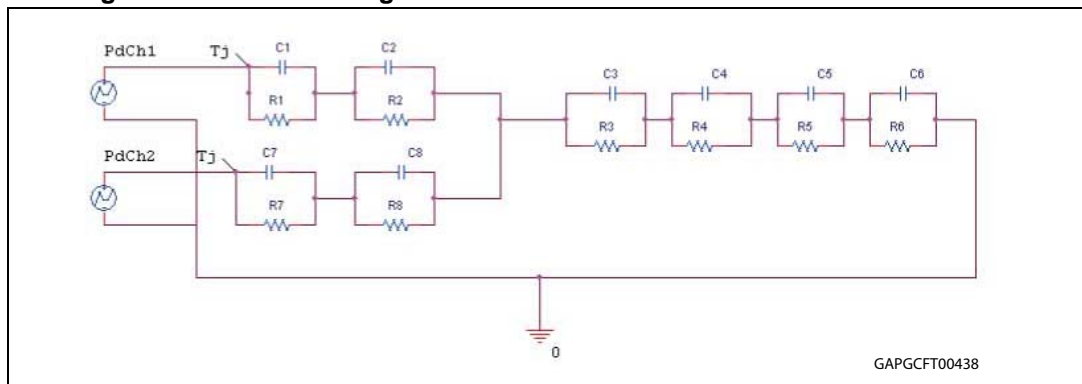 PdCh1
Tj
C1
C2
R1
R2
C3
C4
C5
C6
R3
R4
R5
R6
PdCh2
Tj
C7
C8
R7
R8
0
GAPGCFT00438